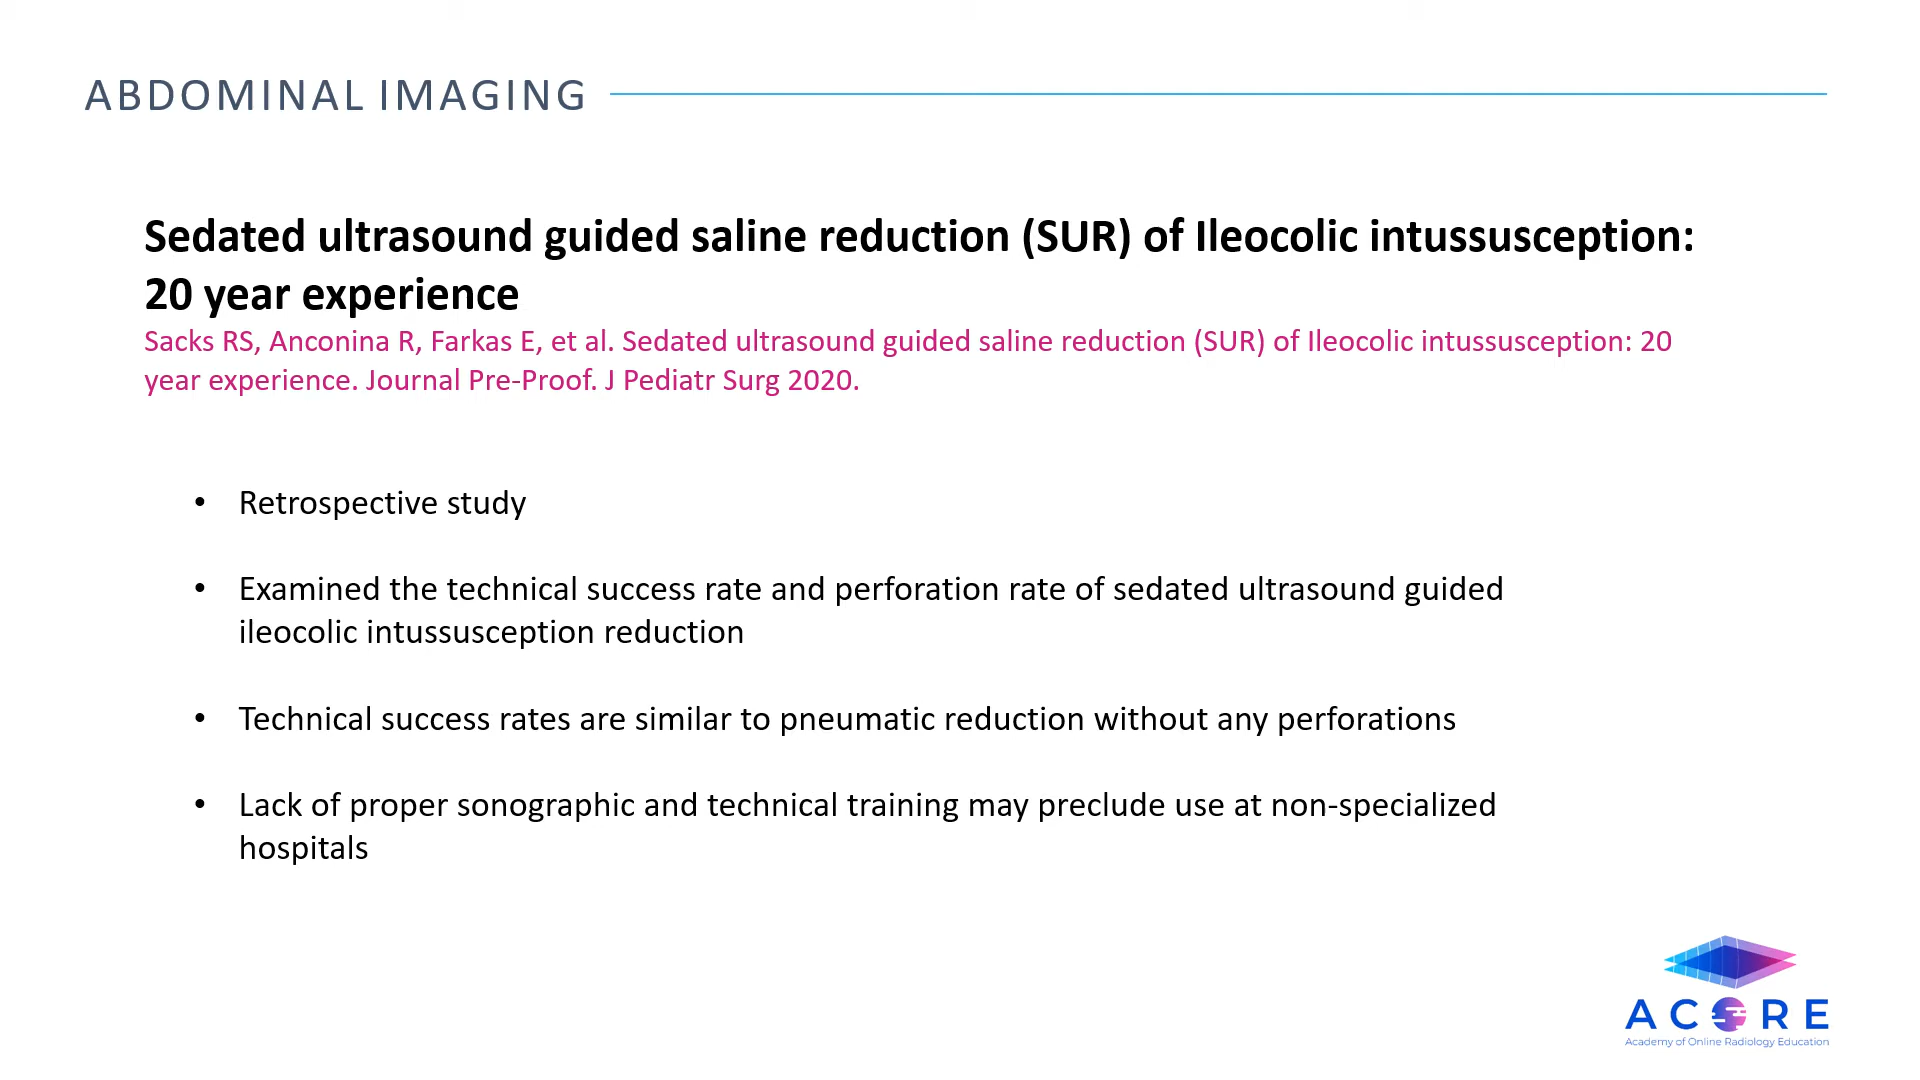 ABDOMINAL IMAGING
Sedated ultrasound guided saline reduction (SUR) of Ileocolic intussusception:
20 year experience
Sacks RS, Anconina R, Farkas E, et al. Sedated ultrasound guided saline reduction (SUR) of Ileocolic intussusception: 20
year experience. Journal Pre-Proof. J Pediatr Surg 2020.
• Retrospective study
• Examined the technical success rate and perforation rate of sedated ultrasound guided
ileocolic intussusception reduction
• Technical success rates are similar to pneumatic reduction without any perforations
• Lack of proper sonographic and technical training may preclude use at non-specialized
hospitals
ACORE
Academy of Online Radiology Education